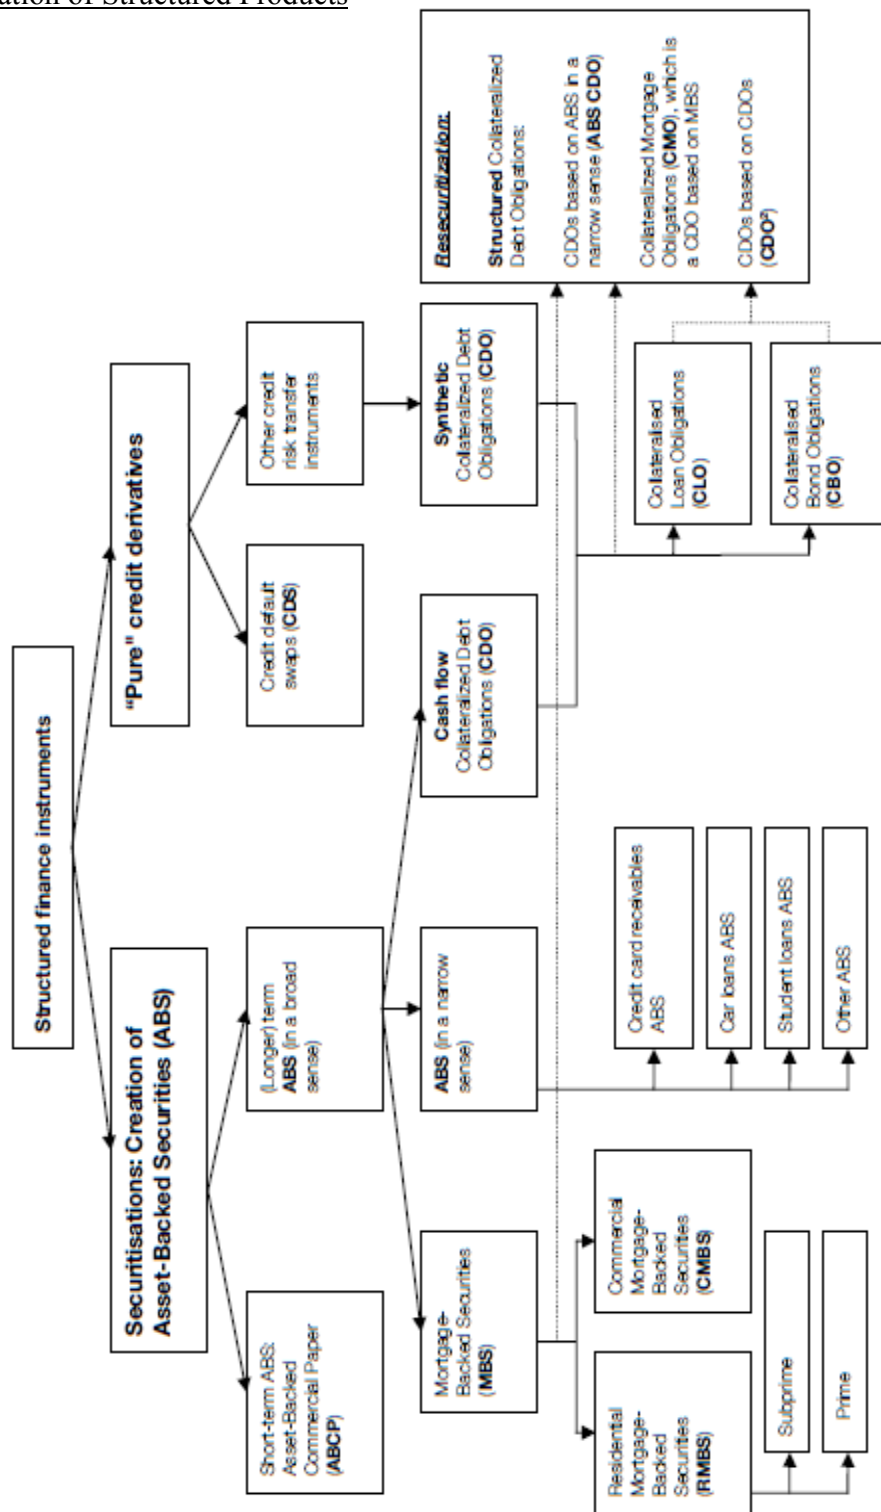 ation of Structured Products
Structured finance instruments
Securitisations: Creation of
Asset-Backed Securities (ABS)
"Pure" credit derivatives
Short-term ABS:
Asset-Backed
Commercial Paper
(ABCP)
(Longer) term
ABS (in a broad
sense)
Credit default
swaps (CDS)
Other credit
risk transfer
instruments
Mortgage-
Backed Securities
(MBS)
ABS (in a narrow
sense)
Cash flow
Collateralized Debt
Obligations (CDO)
Synthetic
Collateralized Debt
Obligations (CDO)
Resecuritization:
Structured Collateralized
Debt Obligations:
CDOs based on ABS in a
narrow sense (ABS CDO)
Collateralized Mortgage
Obligations (CMO), which is
a CDO based on MBS
CDOs based on CDOs
(CDO²)
Residential
Mortgage-
Backed
Securities
(RMBS)
Commercial
Mortgage-
Backed
Securities
(CMBS)
Subprime
Prime
Credit card receivables
ABS
Car loans ABS
Student loans ABS
Other ABS
Collateralised
Loan Obligations
(CLO)
Collateralised
Bond Obligations
(CBO)